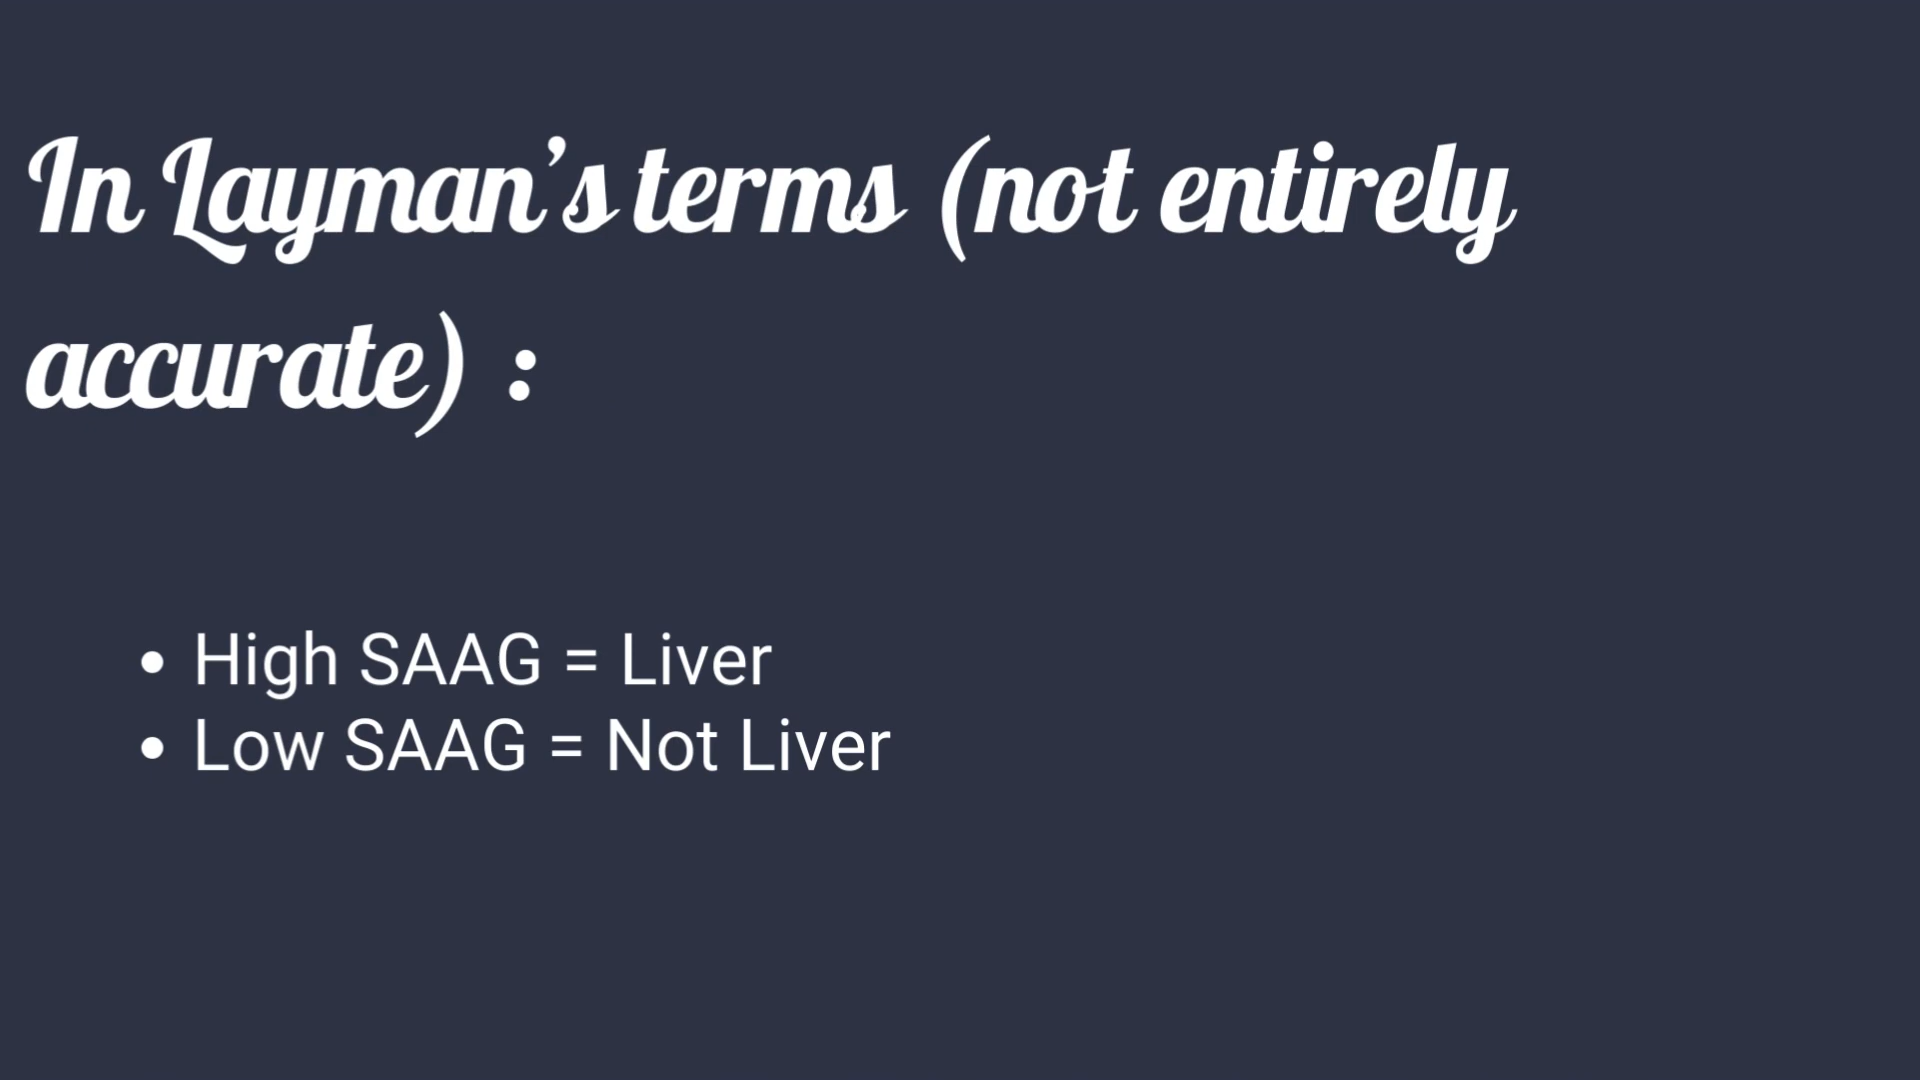 In Layman’s terms (not entirely
accurate) :
• High SAAG = Liver
• Low SAAG = Not Liver